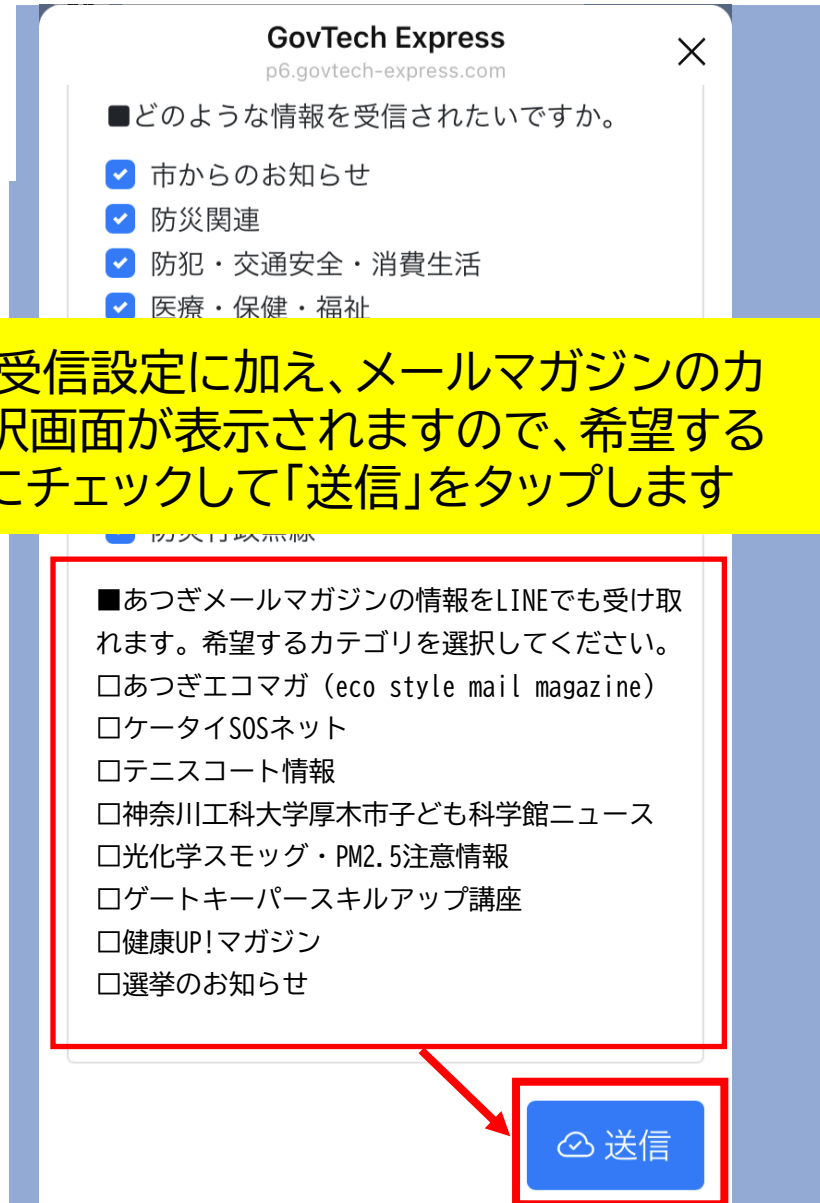 GovTech Express
p6.govtech-express.com
■どのような情報を受信されたいですか。
市からのお知らせ
防災関連
防犯・交通安全・消費生活
医療・保健・福祉
受信設定に加え、メールマガジンのカ
択画面が表示されますので、希望する
にチェックして「送信」をタップします
防災行政無線
■あつぎメールマガジンの情報をLINEでも受け取
れます。希望するカテゴリを選択してください。
□あつぎエコマガ（eco style mail magazine）
□ケータイSOSネット
□テニスコート情報
□神奈川工科大学厚木市子ども科学館ニュース
□光化学スモッグ・PM2.5注意情報
□ゲートキーパースキルアップ講座
□健康UP!マガジン
□選挙のお知らせ
送信